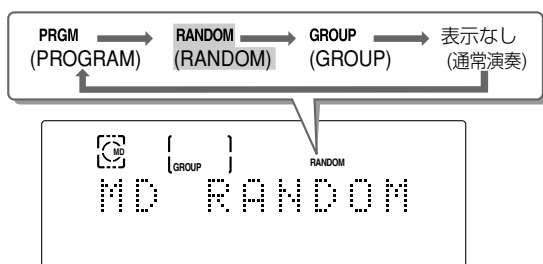 PRGM RANDOM GROUP 表示なし
(PROGRAM) (RANDOM) (GROUP) (通常演奏)
MD GROUP RANDOM
MD RANDOM